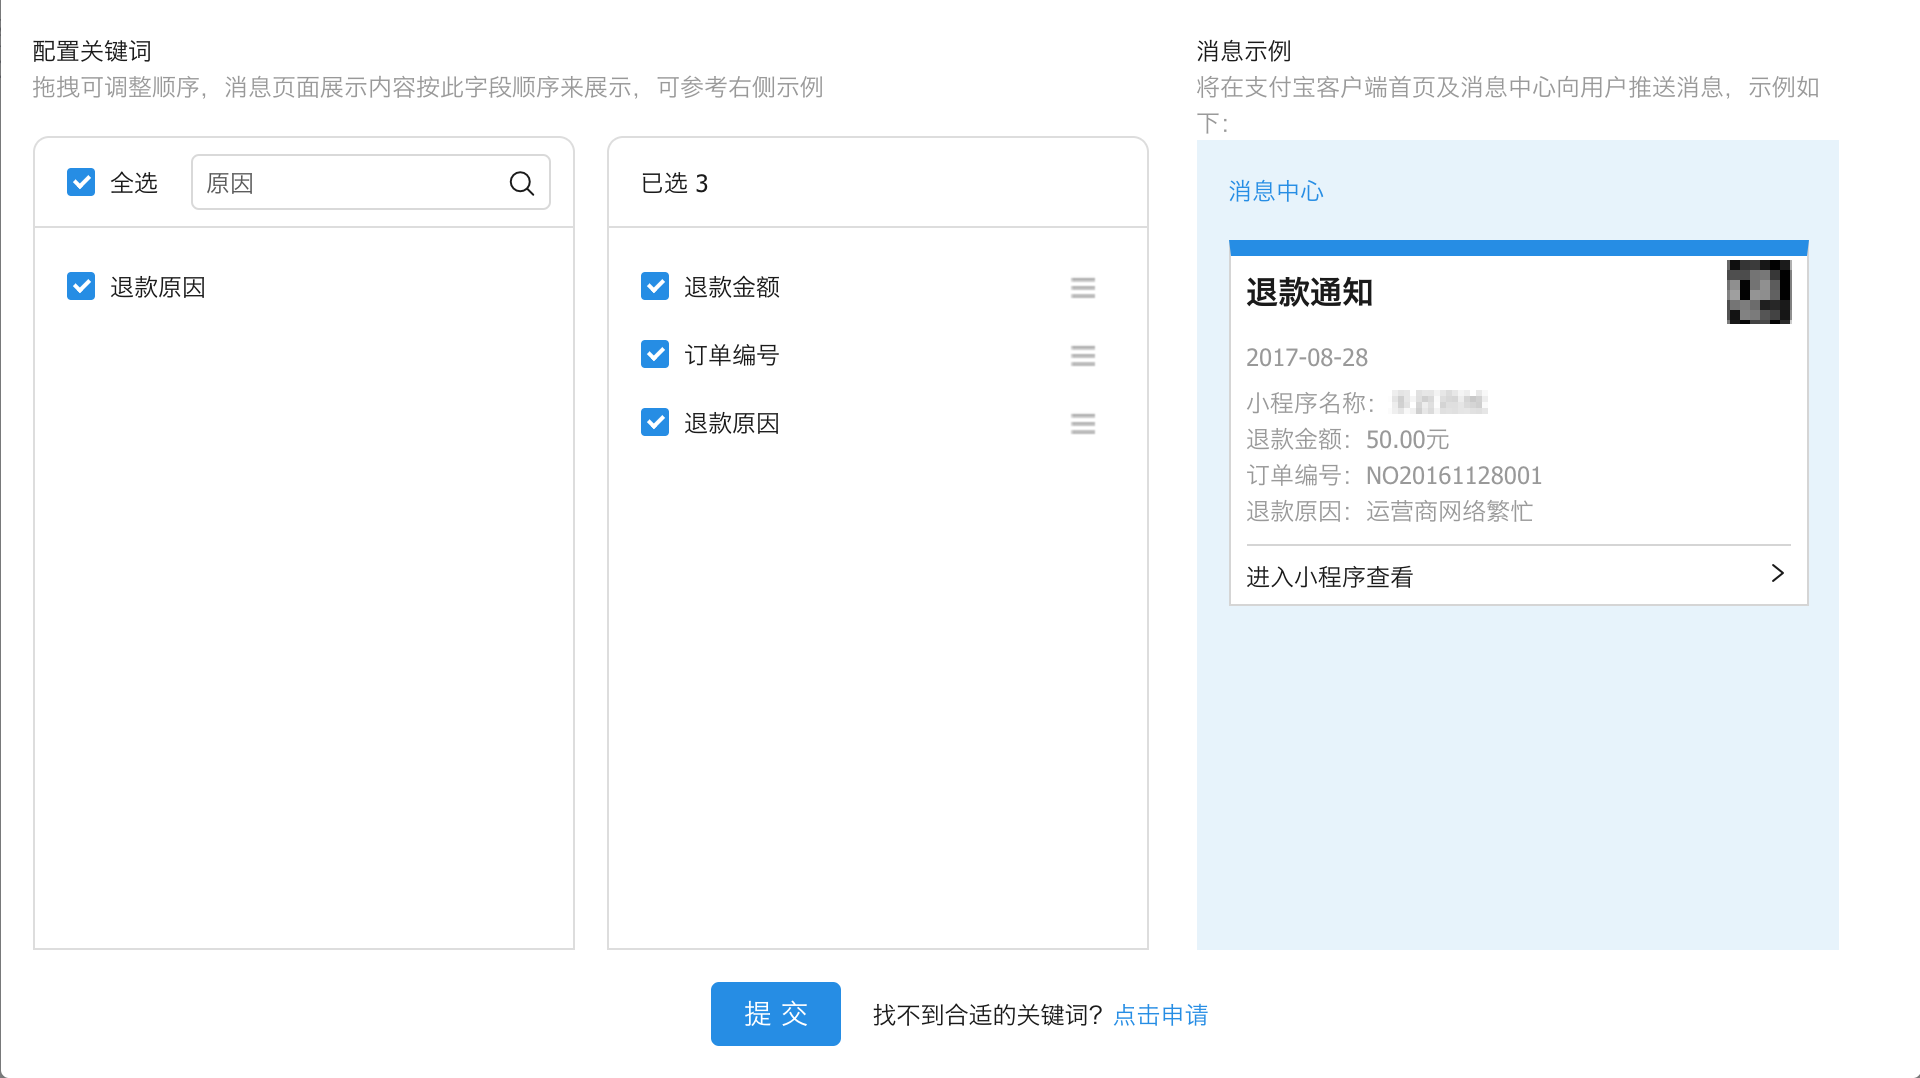 配置关键词
拖拽可调整顺序，消息页面展示内容按此字段顺序来展示，可参考右侧示例
全选
原因
退款原因
已选 3
退款金额
订单编号
退款原因
消息示例
将在支付宝客户端首页及消息中心向用户推送消息，示例如
下：
消息中心
退款通知
2017-08-28
小程序名称：
退款金额：50.00元
订单编号：NO20161128001
退款原因：运营商网络繁忙
进入小程序查看
提 交
找不到合适的关键词？点击申请